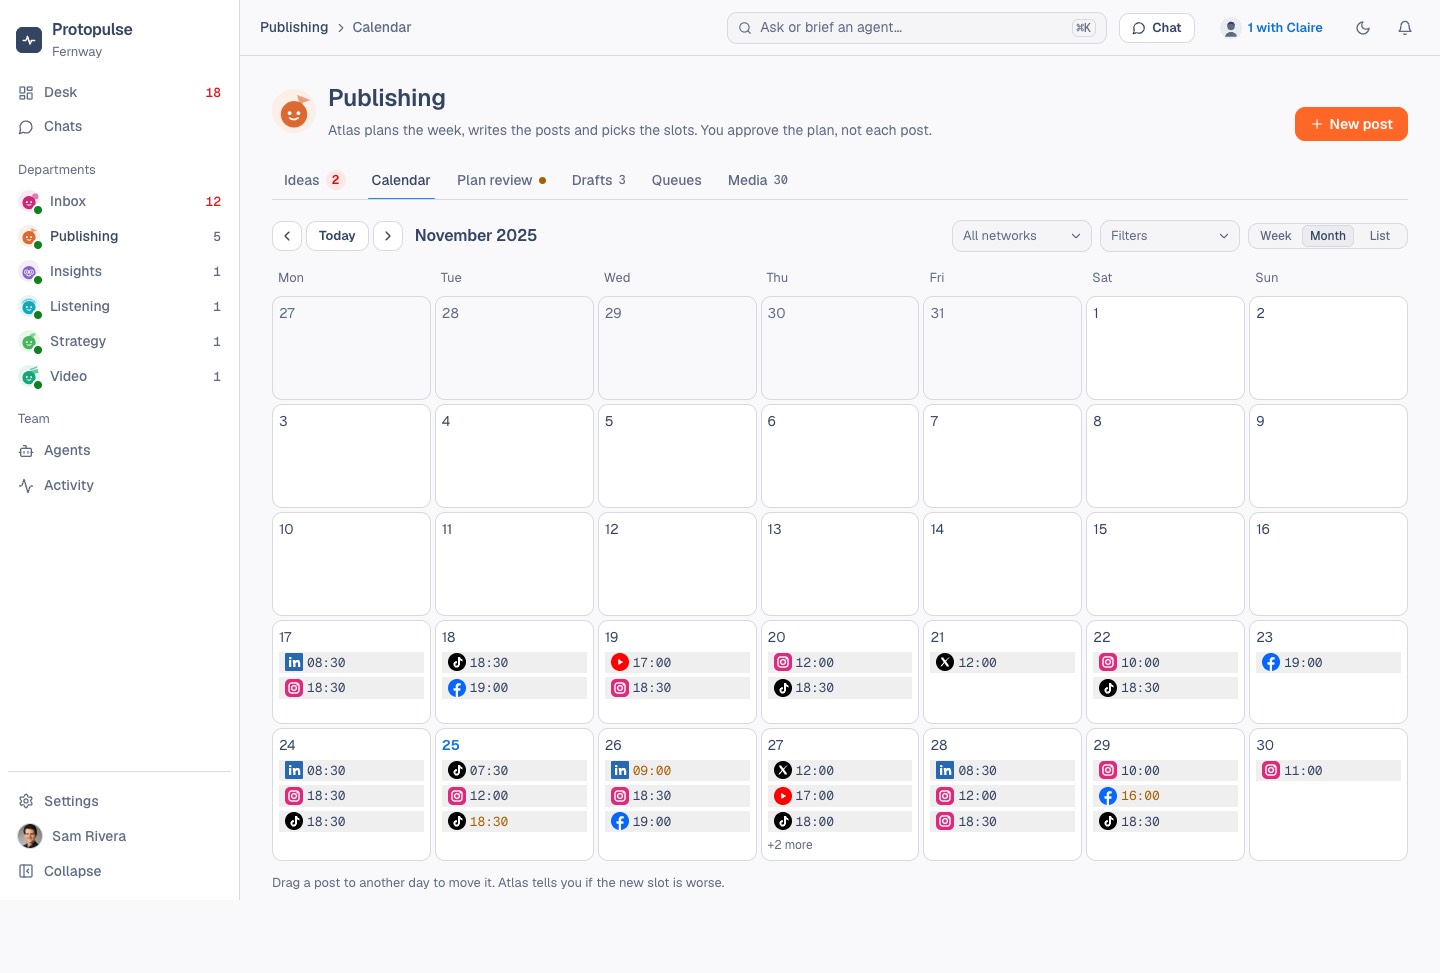 Protopulse
Fernway
Desk 18
Chats
Departments
Inbox 12
Publishing 5
Insights 1
Listening 1
Strategy 1
Video 1
Team
Agents
Activity
Settings
Sam Rivera
Collapse
Publishing > Calendar
Ask or brief an agent... ⌘K
Chat
1 with Claire
Publishing
Atlas plans the week, writes the posts and picks the slots. You approve the plan, not each post.
+ New post
Ideas 2 Calendar Plan review Drafts 3 Queues Media 30
Today November 2025
All networks Filters Week Month List
Mon Tue Wed Thu Fri Sat Sun
27 28 29 30 31 1 2
3 4 5 6 7 8 9
10 11 12 13 14 15 16
17 18 19 20 21 22 23
in 08:30 18:30 17:00 12:00 X 12:00 10:00 19:00
18:30 19:00 18:30 18:30 18:30
24 25 26 27 28 29 30
in 08:30 07:30 in 09:00 X 12:00 in 08:30 10:00 11:00
18:30 12:00 18:30 17:00 12:00 16:00
18:30 18:30 19:00 18:00 18:30 18:30
+2 more
Drag a post to another day to move it. Atlas tells you if the new slot is worse.